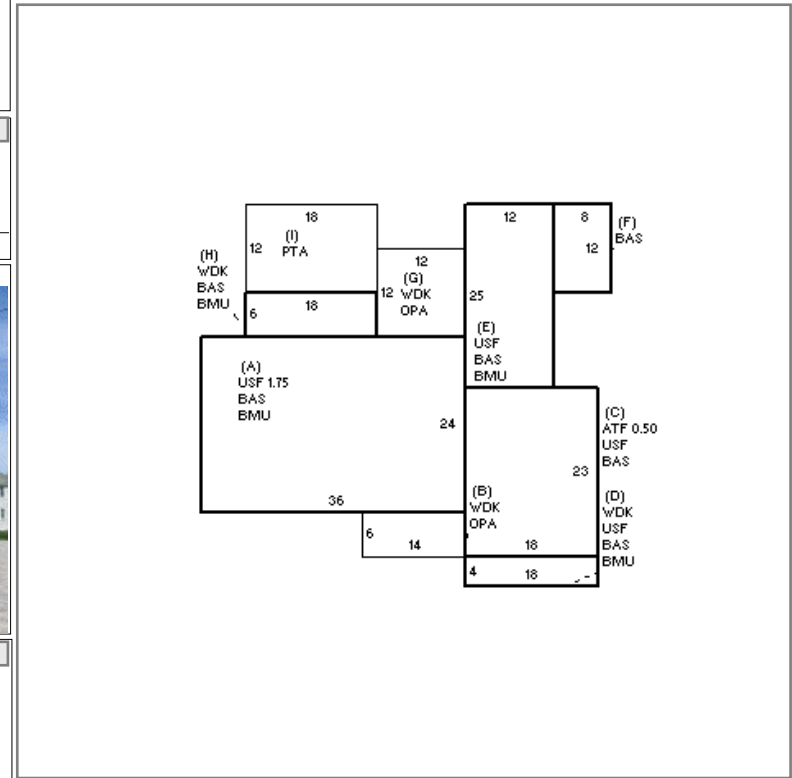 18
12
(I)
PTA
12
8
12
(F)
BAS
(H)
WDK
BAS
BMU
6
18
12
12
(G)
WDK
OPA
25
(E)
USF
BAS
BMU
(A)
USF 1.75
BAS
BMU
24
36
(C)
ATF 0.50
USF
BAS
23
(B)
WDK
OPA
6
14
18
(D)
WDK
USF
BAS
BMU
4
18